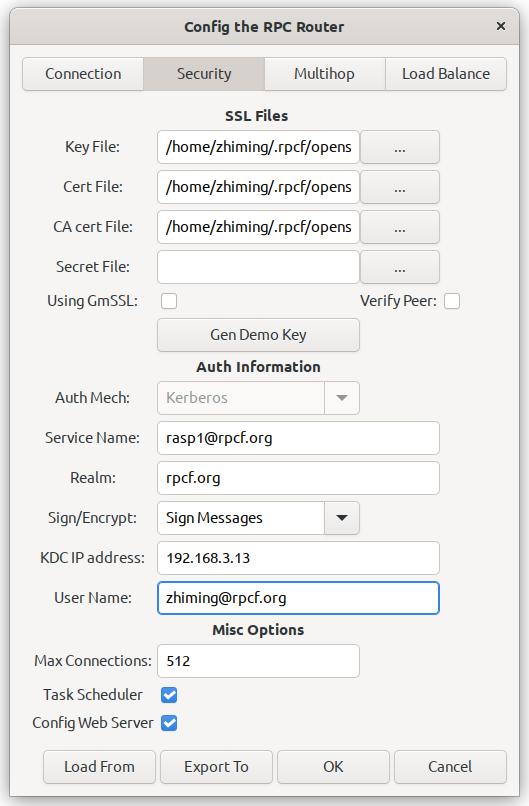 Config the RPC Router ×
Connection Security Multihop Load Balance
SSL Files
Key File: /home/zhiming/.rpcf/opens ...
Cert File: /home/zhiming/.rpcf/opens ...
CA cert File: /home/zhiming/.rpcf/opens ...
Secret File: ...
Using GmSSL: Verify Peer:
Gen Demo Key
Auth Information
Auth Mech: Kerberos
Service Name: rasp1@rpcf.org
Realm: rpcf.org
Sign/Encrypt: Sign Messages
KDC IP address: 192.168.3.13
User Name: zhiming@rpcf.org
Misc Options
Max Connections: 512
Task Scheduler
Config Web Server
Load From Export To OK Cancel